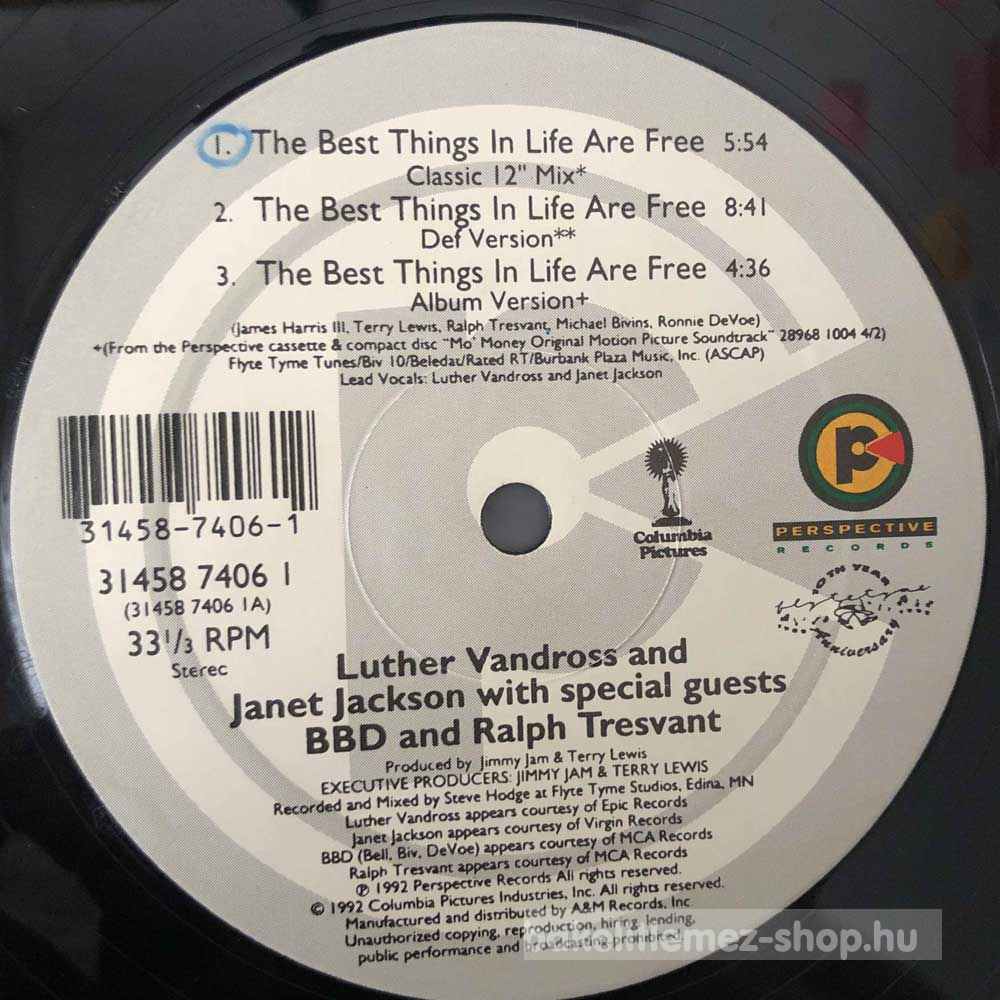 1. The Best Things In Life Are Free 5:54
Classic 12" Mix*
2. The Best Things In Life Are Free 8:41
Def Version**
3. The Best Things In Life Are Free 4:36
Album Version+
(James Harris III, Terry Lewis, Ralph Tresvant, Michael Bivins, Ronnie DeVoe)
+(From the Perspective cassette & compact disc "Mo' Money Original Motion Picture Soundtrack" 28968 1004 4/2)
Flyte Tyme Tunes/Biv 10/Beledat/Rated RT/Burbank Plaza Music, Inc. (ASCAP)
Lead Vocals: Luther Vandross and Janet Jackson
31458-7406-1
31458 7406 1
(31458 7406 1A)
33 1/3 RPM
Stereo
Columbia
Pictures
P
PERSPECTIVE
RECORDS
10TH YEAR
Anniversary
Luther Vandross and
Janet Jackson with special guests
BBD and Ralph Tresvant
Produced by Jimmy Jam & Terry Lewis
EXECUTIVE PRODUCERS: JIMMY JAM & TERRY LEWIS
Recorded and Mixed by Steve Hodge at Flyte Tyme Studios, Edina, MN
Luther Vandross appears courtesy of Epic Records
Janet Jackson appears courtesy of Virgin Records
BBD (Bell, Biv, DeVoe) appears courtesy of MCA Records
Ralph Tresvant appears courtesy of MCA Records
℗ 1992 Perspective Records All rights reserved.
© 1992 Columbia Pictures Industries, Inc. All rights reserved.
Manufactured and distributed by A&M Records, Inc
Unauthorized copying, reproduction, hiring, lending,
public performance and broadcasting prohibited.
bakelitlemez-shop.hu